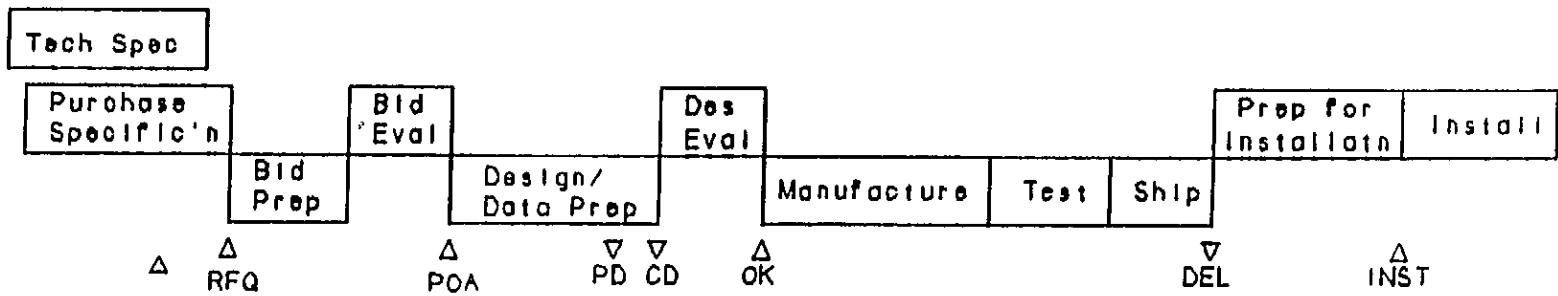 Tech Spec
Purchase
Specific'n
Bid
Eval
Des
Eval
Prep for
Installatn
Install
Bid
Prep
Design/
Data Prep
Manufacture
Test
Ship
RFQ
POA
PD
CD
OK
DEL
INST